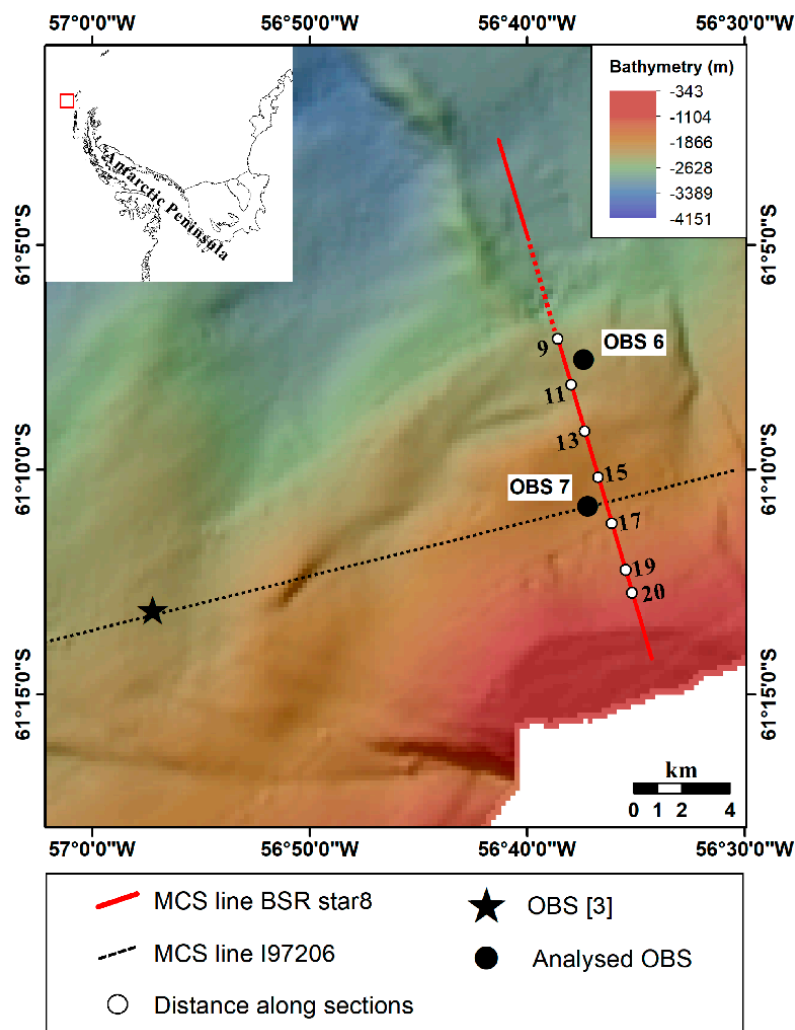 57°0'0"W 56°50'0"W 56°40'0"W 56°30'0"W
Bathymetry (m)
-343
-1104
-1866
-2628
-3389
-4151
Antarctic Peninsula
61°5'0"S 61°5'0"S
OBS 6
9
11
13
61°10'0"S 61°10'0"S
15
OBS 7
17
19
20
61°15'0"S 61°15'0"S
km
0 1 2 4
57°0'0"W 56°50'0"W 56°40'0"W 56°30'0"W
MCS line BSR star8
OBS [3]
MCS line I97206
Analysed OBS
Distance along sections